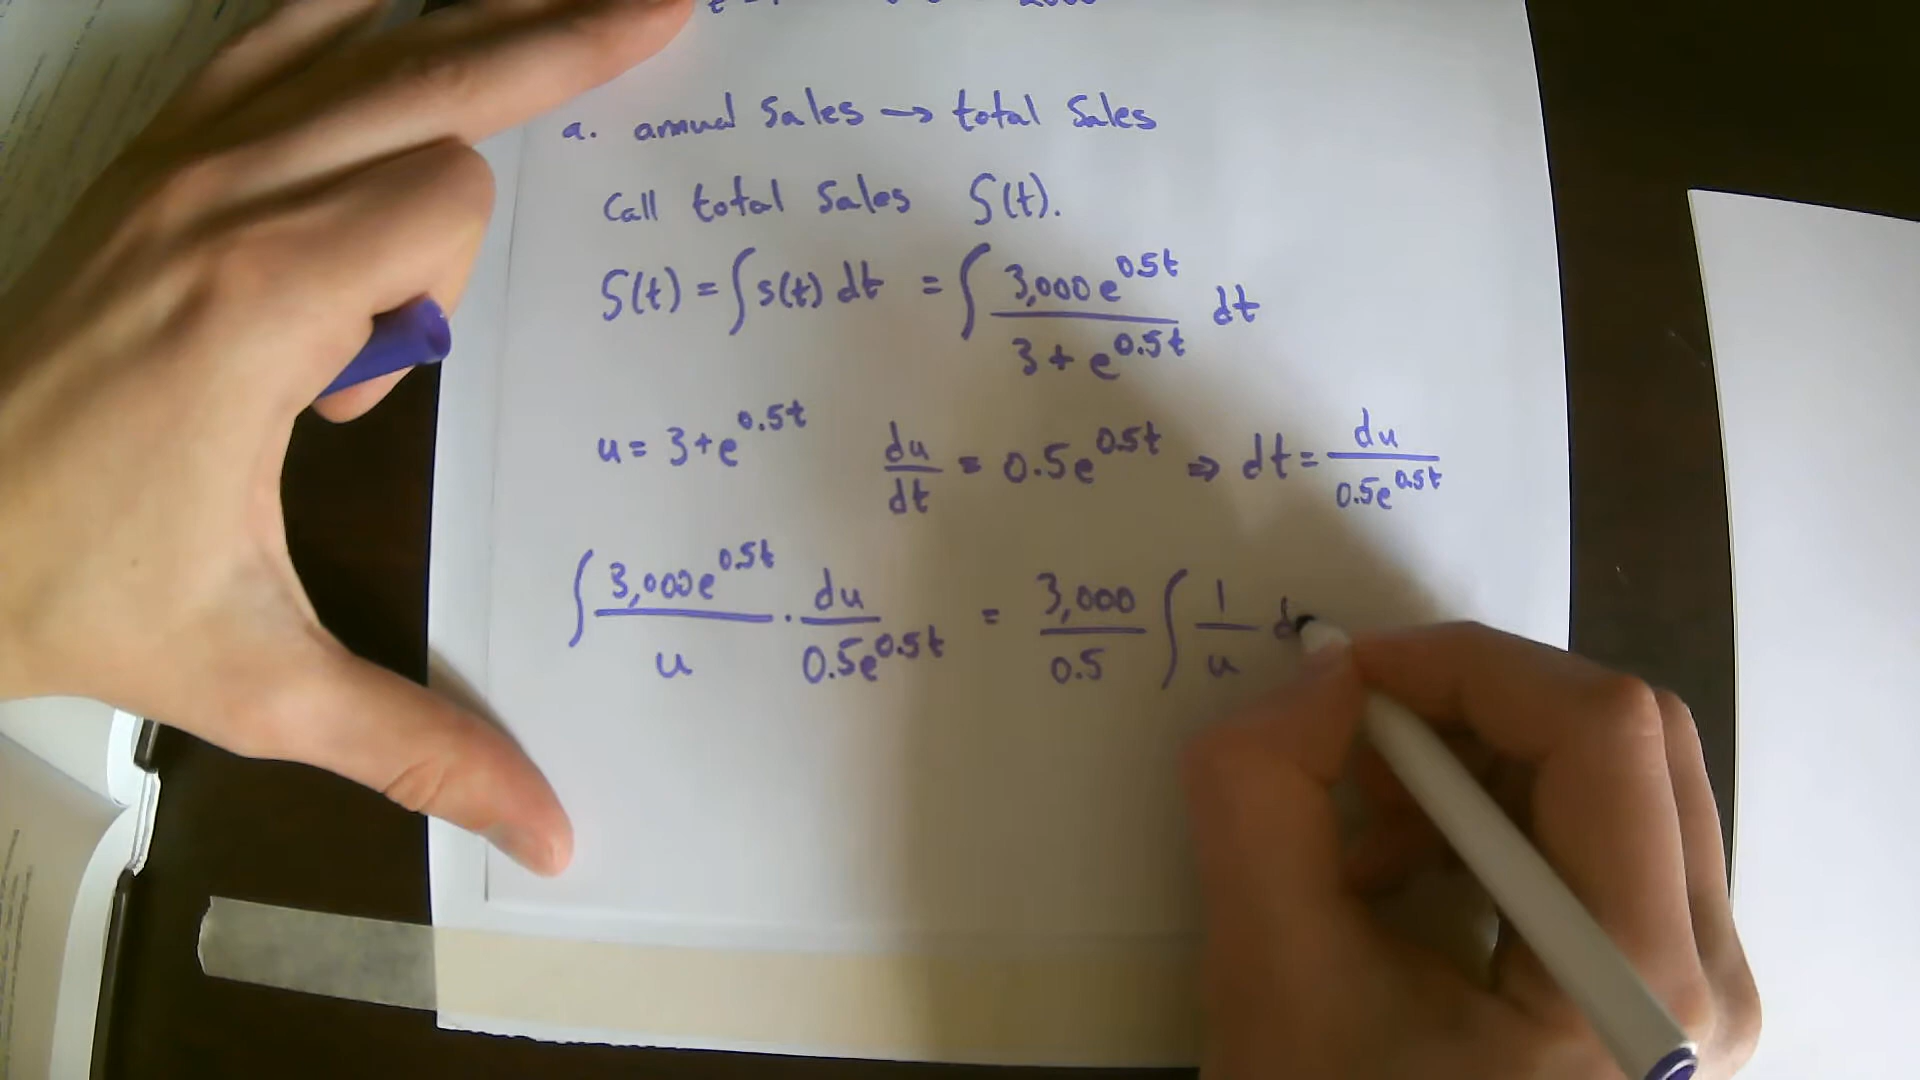 a. annual Sales → total Sales
Call total Sales S(t).
S(t) = ∫ s(t) dt = ∫ 3,000e^0.5t / 3 + e^0.5t dt
u = 3 + e^0.5t du/dt = 0.5e^0.5t ⇒ dt = du / 0.5e^0.5t
∫ 3,000e^0.5t / u · du / 0.5e^0.5t = 3,000 / 0.5 ∫ 1/u d